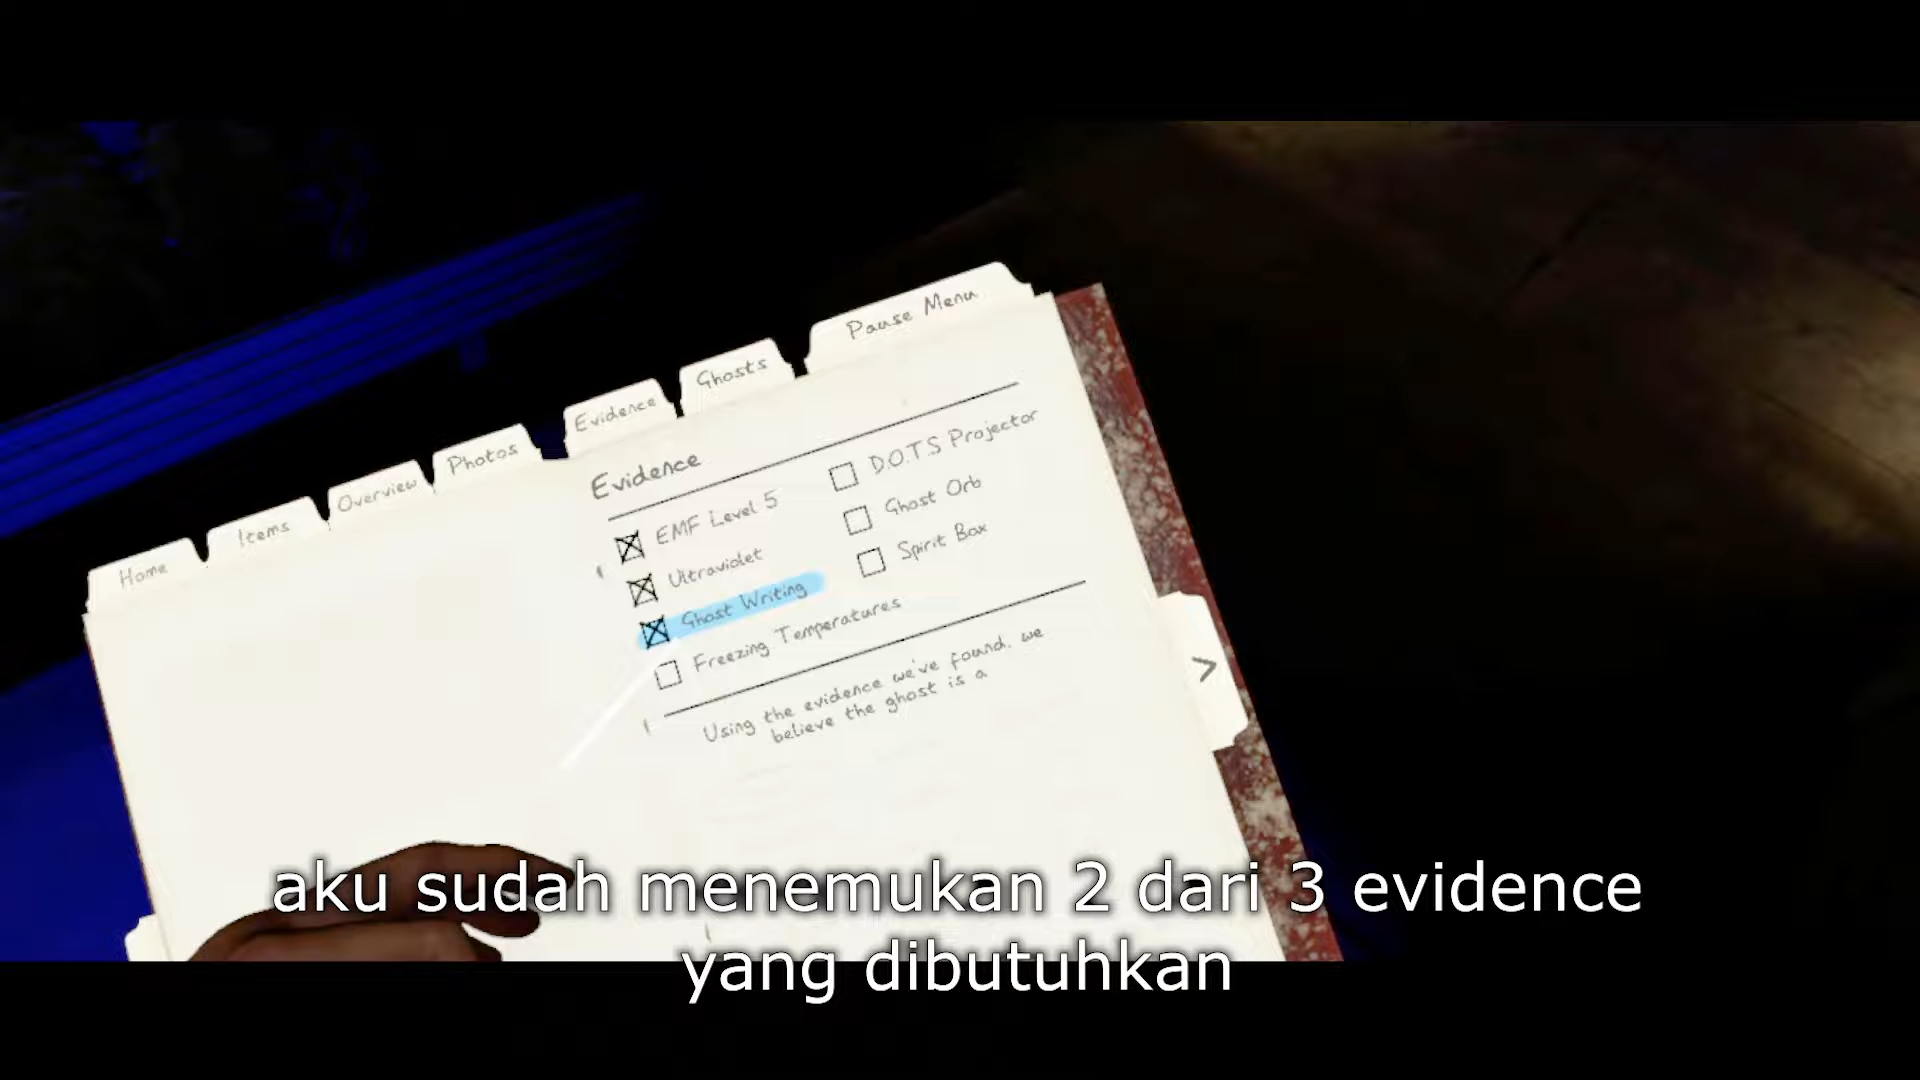 Pause Menu
Ghosts
Evidence
Photos
Overview
Items
Home
Evidence
EMF Level 5
Ultraviolet
Ghost Writing
Freezing Temperatures
D.O.T.S Projector
Ghost Orb
Spirit Box
Using the evidence we've found, we
believe the ghost is a
>
aku sudah menemukan 2 dari 3 evidence
yang dibutuhkan